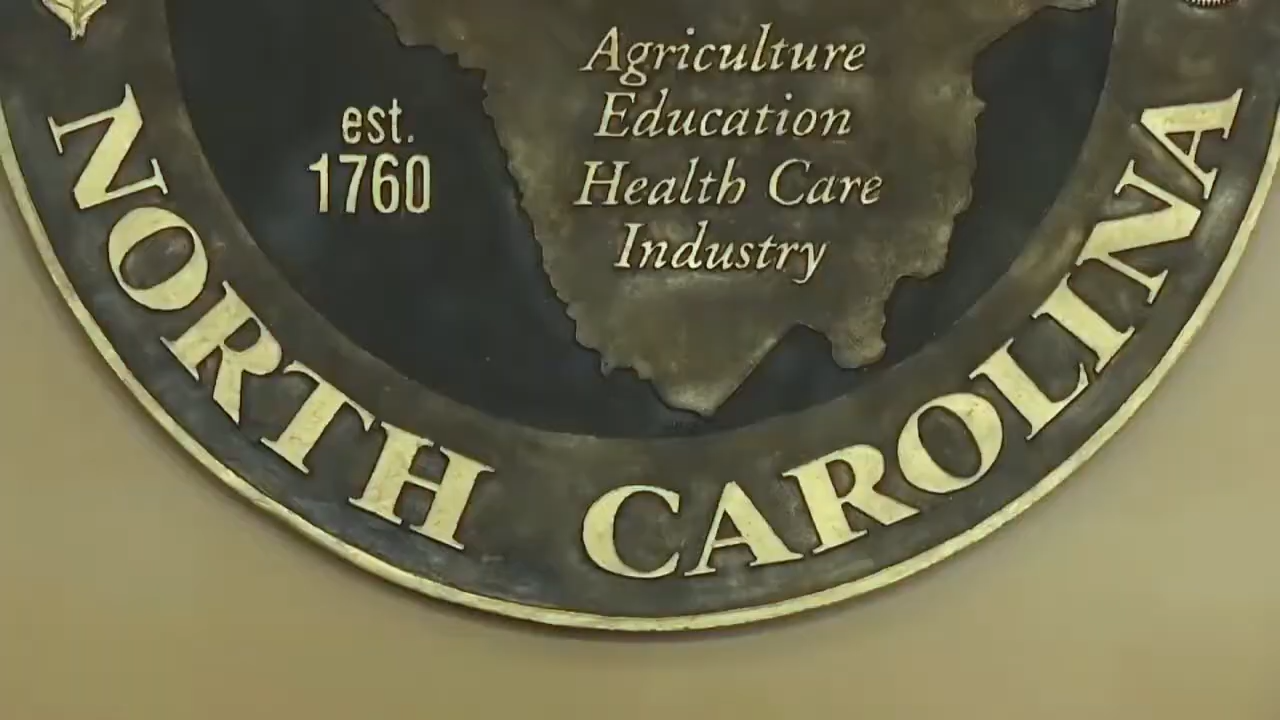 Agriculture
Education
Health Care
Industry
est.
1760
NORTH CAROLINA